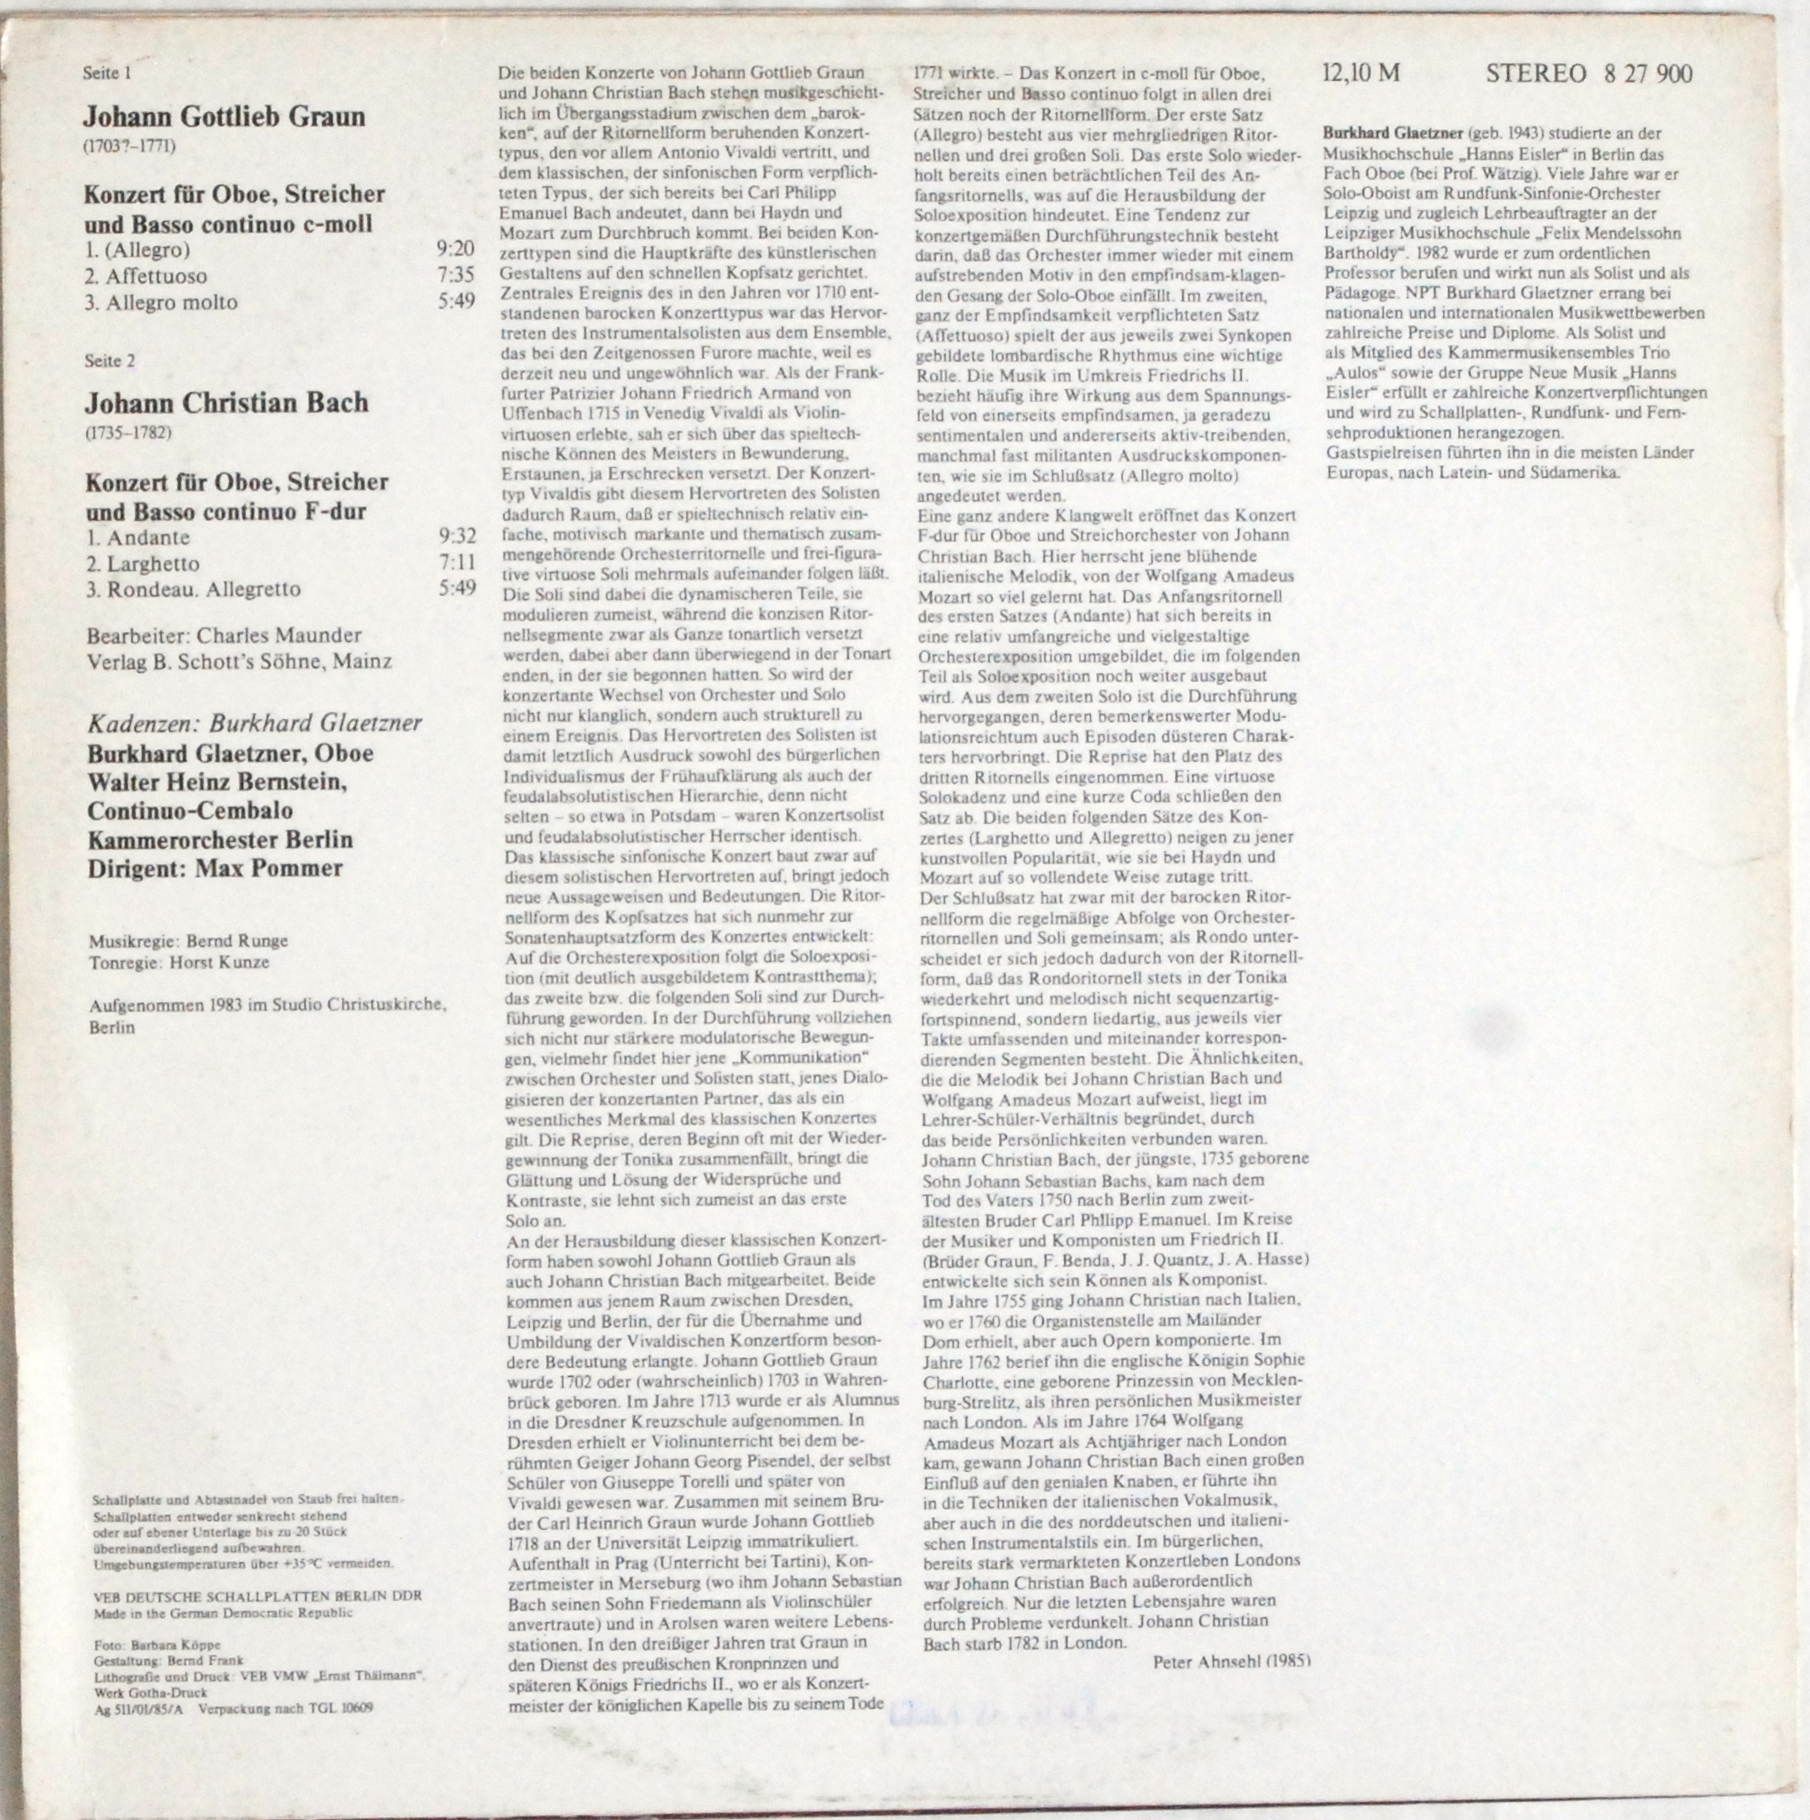 Seite 1
Johann Gottlieb Graun
(1703?–1771)
Konzert für Oboe, Streicher
und Basso continuo c-moll
1. (Allegro) 9:20
2. Affettuoso 7:35
3. Allegro molto 5:49
Seite 2
Johann Christian Bach
(1735–1782)
Konzert für Oboe, Streicher
und Basso continuo F-dur
1. Andante 9:32
2. Larghetto 7:11
3. Rondeau. Allegretto 5:49
Bearbeiter: Charles Maunder
Verlag B. Schott's Söhne, Mainz
Kadenzen: Burkhard Glaetzner
Burkhard Glaetzner, Oboe
Walter Heinz Bernstein,
Continuo-Cembalo
Kammerorchester Berlin
Dirigent: Max Pommer
Musikregie: Bernd Runge
Tonregie: Horst Kunze
Aufgenommen 1983 im Studio Christuskirche,
Berlin
Schallplatte und Abtastnadel von Staub frei halten.
Schallplatten entweder senkrecht stehend
oder auf ebener Unterlage bis zu 20 Stück
übereinanderliegend aufbewahren.
Umgebungstemperaturen über +35°C vermeiden.
VEB DEUTSCHE SCHALLPLATTEN BERLIN DDR
Made in the German Democratic Republic
Foto: Barbara Köppe
Gestaltung: Bernd Frank
Lithografie und Druck: VEB VMW „Ernst Thälmann“,
Werk Gotha-Druck
Ag 511/01/85/A Verpackung nach TGL 10609
Die beiden Konzerte von Johann Gottlieb Graun
und Johann Christian Bach stehen musikgeschicht-
lich im Übergangsstadium zwischen dem „barok-
ken“, auf der Ritornellform beruhenden Konzert-
typus, den vor allem Antonio Vivaldi vertritt, und
dem klassischen, der sinfonischen Form verpflich-
teten Typus, der sich bereits bei Carl Philipp
Emanuel Bach andeutet, dann bei Haydn und
Mozart zum Durchbruch kommt. Bei beiden Kon-
zerttypen sind die Hauptkräfte des künstlerischen
Gestaltens auf den schnellen Kopfsatz gerichtet.
Zentrales Ereignis des in den Jahren vor 1710 ent-
standenen barocken Konzerttypus war das Hervor-
treten des Instrumentalsolisten aus dem Ensemble,
das bei den Zeitgenossen Furore machte, weil es
derzeit neu und ungewöhnlich war. Als der Frank-
furter Patrizier Johann Friedrich Armand von
Uffenbach 1715 in Venedig Vivaldi als Violin-
virtuosen erlebte, sah er sich über das spieltech-
nische Können des Meisters in Bewunderung,
Erstaunen, ja Erschrecken versetzt. Der Konzert-
typ Vivaldis gibt diesem Hervortreten des Solisten
dadurch Raum, daß er spieltechnisch relativ ein-
fache, motivisch markante und thematisch zusam-
mengehörende Orchesterritornelle und frei-figura-
tive virtuose Soli mehrmals aufeinander folgen läßt.
Die Soli sind dabei die dynamischeren Teile, sie
modulieren zumeist, während die konzisen Ritor-
nellsegmente zwar als Ganze tonartlich versetzt
werden, dabei aber dann überwiegend in der Tonart
enden, in der sie begonnen hatten. So wird der
konzertante Wechsel von Orchester und Solo
nicht nur klanglich, sondern auch strukturell zu
einem Ereignis. Das Hervortreten des Solisten ist
damit letztlich Ausdruck sowohl des bürgerlichen
Individualismus der Frühaufklärung als auch der
feudalabsolutistischen Hierarchie, denn nicht
selten – so etwa in Potsdam – waren Konzertsolist
und feudalabsolutistischer Herrscher identisch.
Das klassische sinfonische Konzert baut zwar auf
diesem solistischen Hervortreten auf, bringt jedoch
neue Aussageweisen und Bedeutungen. Die Ritor-
nellform des Kopfsatzes hat sich nunmehr zur
Sonatenhauptsatzform des Konzertes entwickelt:
Auf die Orchesterexposition folgt die Soloexposi-
tion (mit deutlich ausgebildetem Kontrastthema);
das zweite bzw. die folgenden Soli sind zur Durch-
führung geworden. In der Durchführung vollziehen
sich nicht nur stärkere modulatorische Bewegun-
gen, vielmehr findet hier jene „Kommunikation“
zwischen Orchester und Solisten statt, jenes Dialo-
gisieren der konzertanten Partner, das als ein
wesentliches Merkmal des klassischen Konzertes
gilt. Die Reprise, deren Beginn oft mit der Wieder-
gewinnung der Tonika zusammenfällt, bringt die
Glättung und Lösung der Widersprüche und
Kontraste, sie lehnt sich zumeist an das erste
Solo an.
An der Herausbildung dieser klassischen Konzert-
form haben sowohl Johann Gottlieb Graun als
auch Johann Christian Bach mitgearbeitet. Beide
kommen aus jenem Raum zwischen Dresden,
Leipzig und Berlin, der für die Übernahme und
Umbildung der Vivaldischen Konzertform beson-
dere Bedeutung erlangte. Johann Gottlieb Graun
wurde 1702 oder (wahrscheinlich) 1703 in Wahren-
brück geboren. Im Jahre 1713 wurde er als Alumnus
in die Dresdner Kreuzschule aufgenommen. In
Dresden erhielt er Violinunterricht bei dem be-
rühmten Geiger Johann Georg Pisendel, der selbst
Schüler von Giuseppe Torelli und später von
Vivaldi gewesen war. Zusammen mit seinem Bru-
der Carl Heinrich Graun wurde Johann Gottlieb
1718 an der Universität Leipzig immatrikuliert.
Aufenthalt in Prag (Unterricht bei Tartini), Kon-
zertmeister in Merseburg (wo ihm Johann Sebastian
Bach seinen Sohn Friedemann als Violinschüler
anvertraute) und in Arolsen waren weitere Lebens-
stationen. In den dreißiger Jahren trat Graun in
den Dienst des preußischen Kronprinzen und
späteren Königs Friedrichs II., wo er als Konzert-
meister der königlichen Kapelle bis zu seinem Tode
1771 wirkte. – Das Konzert in c-moll für Oboe,
Streicher und Basso continuo folgt in allen drei
Sätzen noch der Ritornellform. Der erste Satz
(Allegro) besteht aus vier mehrgliedrigen Ritor-
nellen und drei großen Soli. Das erste Solo wieder-
holt bereits einen beträchtlichen Teil des An-
fangsritornells, was auf die Herausbildung der
Soloexposition hindeutet. Eine Tendenz zur
konzertgemäßen Durchführungstechnik besteht
darin, daß das Orchester immer wieder mit einem
aufstrebenden Motiv in den empfindsam-klagen-
den Gesang der Solo-Oboe einfällt. Im zweiten,
ganz der Empfindsamkeit verpflichteten Satz
(Affettuoso) spielt der aus jeweils zwei Synkopen
gebildete lombardische Rhythmus eine wichtige
Rolle. Die Musik im Umkreis Friedrichs II.
bezieht häufig ihre Wirkung aus dem Spannungs-
feld von einerseits empfindsamen, ja geradezu
sentimentalen und andererseits aktiv-treibenden,
manchmal fast militanten Ausdruckskomponen-
ten, wie sie im Schlußsatz (Allegro molto)
angedeutet werden.
Eine ganz andere Klangwelt eröffnet das Konzert
F-dur für Oboe und Streichorchester von Johann
Christian Bach. Hier herrscht jene blühende
italienische Melodik, von der Wolfgang Amadeus
Mozart so viel gelernt hat. Das Anfangsritornell
des ersten Satzes (Andante) hat sich bereits in
eine relativ umfangreiche und vielgestaltige
Orchesterexposition umgebildet, die im folgenden
Teil als Soloexposition noch weiter ausgebaut
wird. Aus dem zweiten Solo ist die Durchführung
hervorgegangen, deren bemerkenswerter Modu-
lationsreichtum auch Episoden düsteren Charak-
ters hervorbringt. Die Reprise hat den Platz des
dritten Ritornells eingenommen. Eine virtuose
Solokadenz und eine kurze Coda schließen den
Satz ab. Die beiden folgenden Sätze des Kon-
zertes (Larghetto und Allegretto) neigen zu jener
kunstvollen Popularität, wie sie bei Haydn und
Mozart auf so vollendete Weise zutage tritt.
Der Schlußsatz hat zwar mit der barocken Ritor-
nellform die regelmäßige Abfolge von Orchester-
ritornellen und Soli gemeinsam; als Rondo unter-
scheidet er sich jedoch dadurch von der Ritornell-
form, daß das Rondoritornell stets in der Tonika
wiederkehrt und melodisch nicht sequenzartig-
fortspinnend, sondern liedartig, aus jeweils vier
Takte umfassenden und miteinander korrespon-
dierenden Segmenten besteht. Die Ähnlichkeiten,
die die Melodik bei Johann Christian Bach und
Wolfgang Amadeus Mozart aufweist, liegt im
Lehrer-Schüler-Verhältnis begründet, durch
das beide Persönlichkeiten verbunden waren.
Johann Christian Bach, der jüngste, 1735 geborene
Sohn Johann Sebastian Bachs, kam nach dem
Tod des Vaters 1750 nach Berlin zum zweit-
ältesten Bruder Carl Philipp Emanuel. Im Kreise
der Musiker und Komponisten um Friedrich II.
(Brüder Graun, F. Benda, J. J. Quantz, J. A. Hasse)
entwickelte sich sein Können als Komponist.
Im Jahre 1755 ging Johann Christian nach Italien,
wo er 1760 die Organistenstelle am Mailänder
Dom erhielt, aber auch Opern komponierte. Im
Jahre 1762 berief ihn die englische Königin Sophie
Charlotte, eine geborene Prinzessin von Mecklen-
burg-Strelitz, als ihren persönlichen Musikmeister
nach London. Als im Jahre 1764 Wolfgang
Amadeus Mozart als Achtjähriger nach London
kam, gewann Johann Christian Bach einen großen
Einfluß auf den genialen Knaben, er führte ihn
in die Techniken der italienischen Vokalmusik,
aber auch in die des norddeutschen und italieni-
schen Instrumentalstils ein. Im bürgerlichen,
bereits stark vermarkteten Konzertleben Londons
war Johann Christian Bach außerordentlich
erfolgreich. Nur die letzten Lebensjahre waren
durch Probleme verdunkelt. Johann Christian
Bach starb 1782 in London.
Peter Ahnsehl (1985)
12,10 M STEREO 8 27 900
Burkhard Glaetzner (geb. 1943) studierte an der
Musikhochschule „Hanns Eisler“ in Berlin das
Fach Oboe (bei Prof. Wätzig). Viele Jahre war er
Solo-Oboist am Rundfunk-Sinfonie-Orchester
Leipzig und zugleich Lehrbeauftragter an der
Leipziger Musikhochschule „Felix Mendelssohn
Bartholdy“. 1982 wurde er zum ordentlichen
Professor berufen und wirkt nun als Solist und als
Pädagoge. NPT Burkhard Glaetzner errang bei
nationalen und internationalen Musikwettbewerben
zahlreiche Preise und Diplome. Als Solist und
als Mitglied des Kammermusikensembles Trio
„Aulos“ sowie der Gruppe Neue Musik „Hanns
Eisler“ erfüllt er zahlreiche Konzertverpflichtungen
und wird zu Schallplatten-, Rundfunk- und Fern-
sehproduktionen herangezogen.
Gastspielreisen führten ihn in die meisten Länder
Europas, nach Latein- und Südamerika.